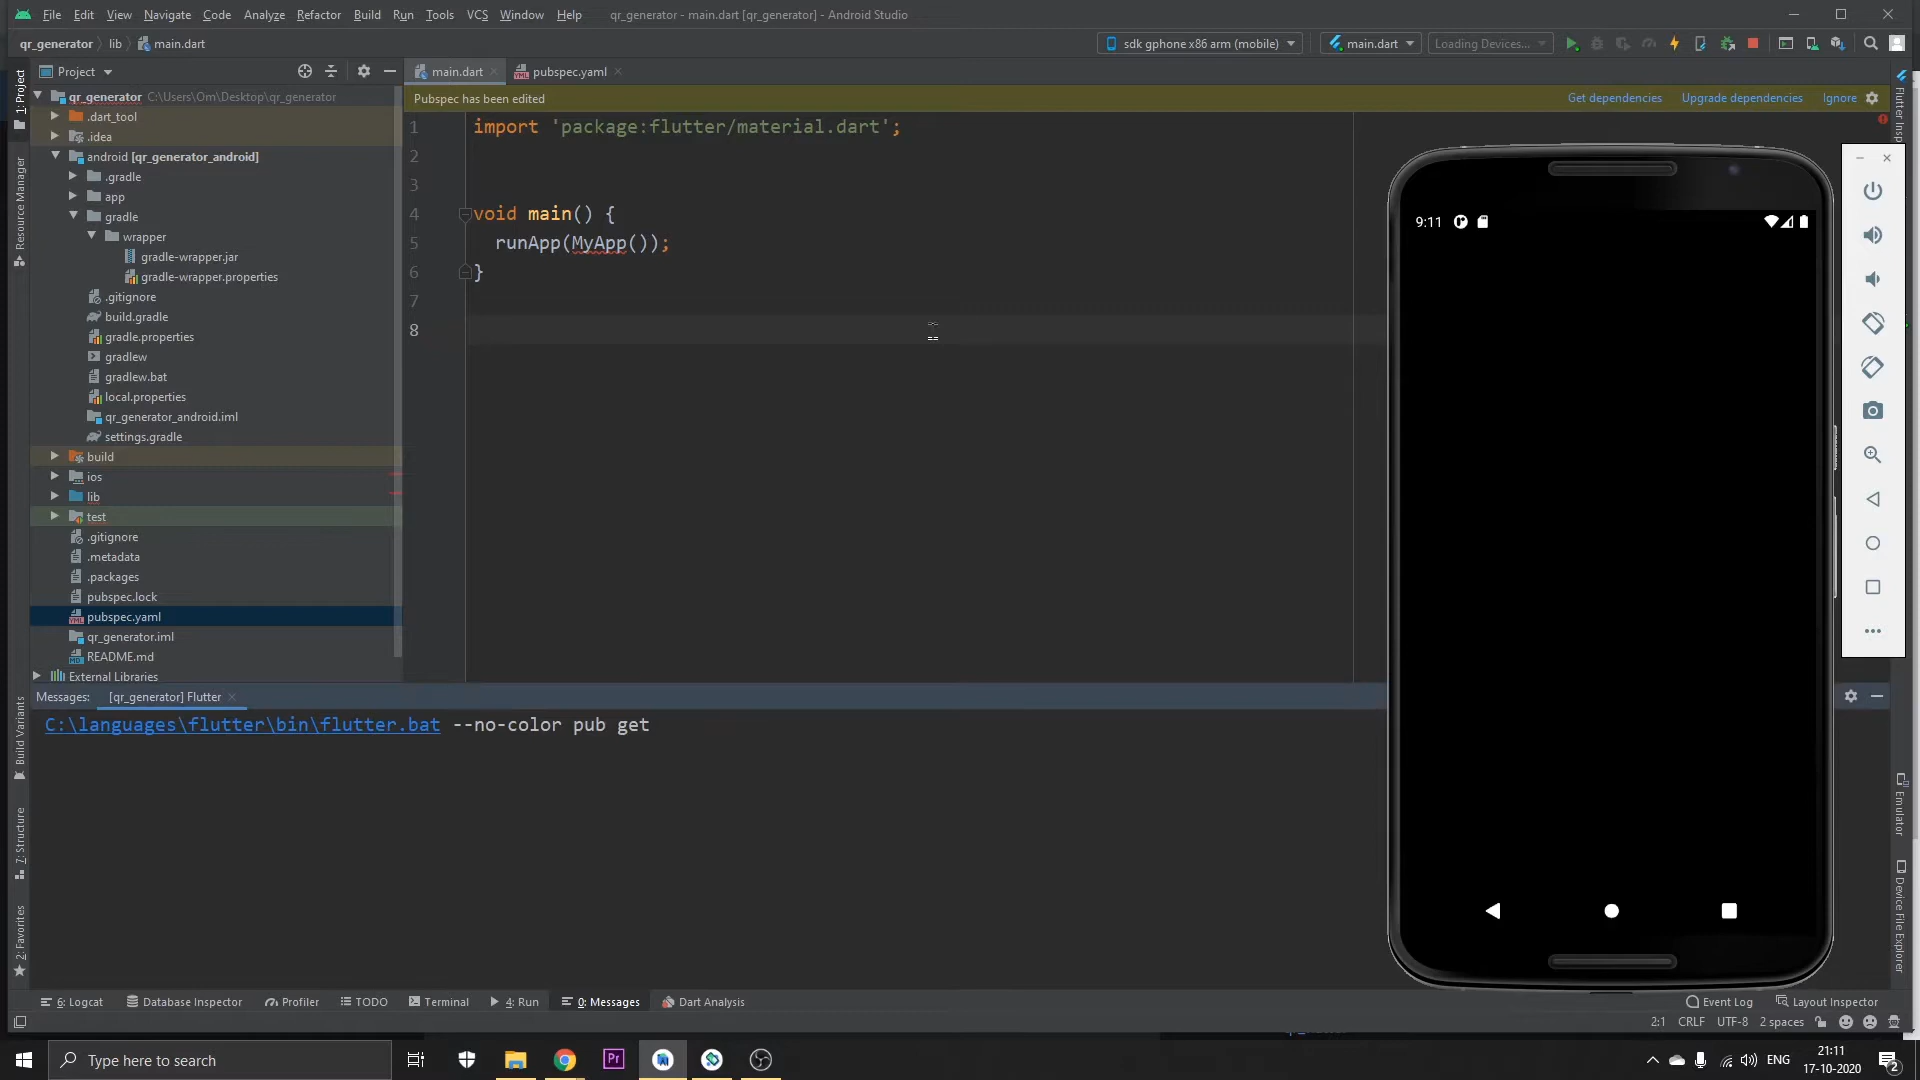 File Edit View Navigate Code Analyze Refactor Build Run Tools VCS Window Help qr_generator - main.dart [qr_generator] - Android Studio
qr_generator lib main.dart sdk gphone x86 arm (mobile) main.dart Loading Devices...
Project main.dart pubspec.yaml
Pubspec has been edited Get dependencies Upgrade dependencies Ignore
1: Project
Resource Manager
Build Variants
7: Structure
2: Favorites
qr_generator C:\Users\Om\Desktop\qr_generator
.dart_tool
.idea
android [qr_generator_android]
.gradle
app
gradle
wrapper
gradle-wrapper.jar
gradle-wrapper.properties
.gitignore
build.gradle
gradle.properties
gradlew
gradlew.bat
local.properties
qr_generator_android.iml
settings.gradle
build
ios
lib
test
.gitignore
.metadata
.packages
pubspec.lock
pubspec.yaml
qr_generator.iml
README.md
External Libraries
1 import 'package:flutter/material.dart';
2
3
4 void main() {
5 runApp(MyApp());
6 }
7
8
9:11
Emulator
Device File Explorer
Messages: [qr_generator] Flutter
C:\languages\flutter\bin\flutter.bat --no-color pub get
6: Logcat Database Inspector Profiler TODO Terminal 4: Run 0: Messages Dart Analysis Event Log Layout Inspector
2:1 CRLF UTF-8 2 spaces
Type here to search
Pr
ENG
21:11
17-10-2020
2